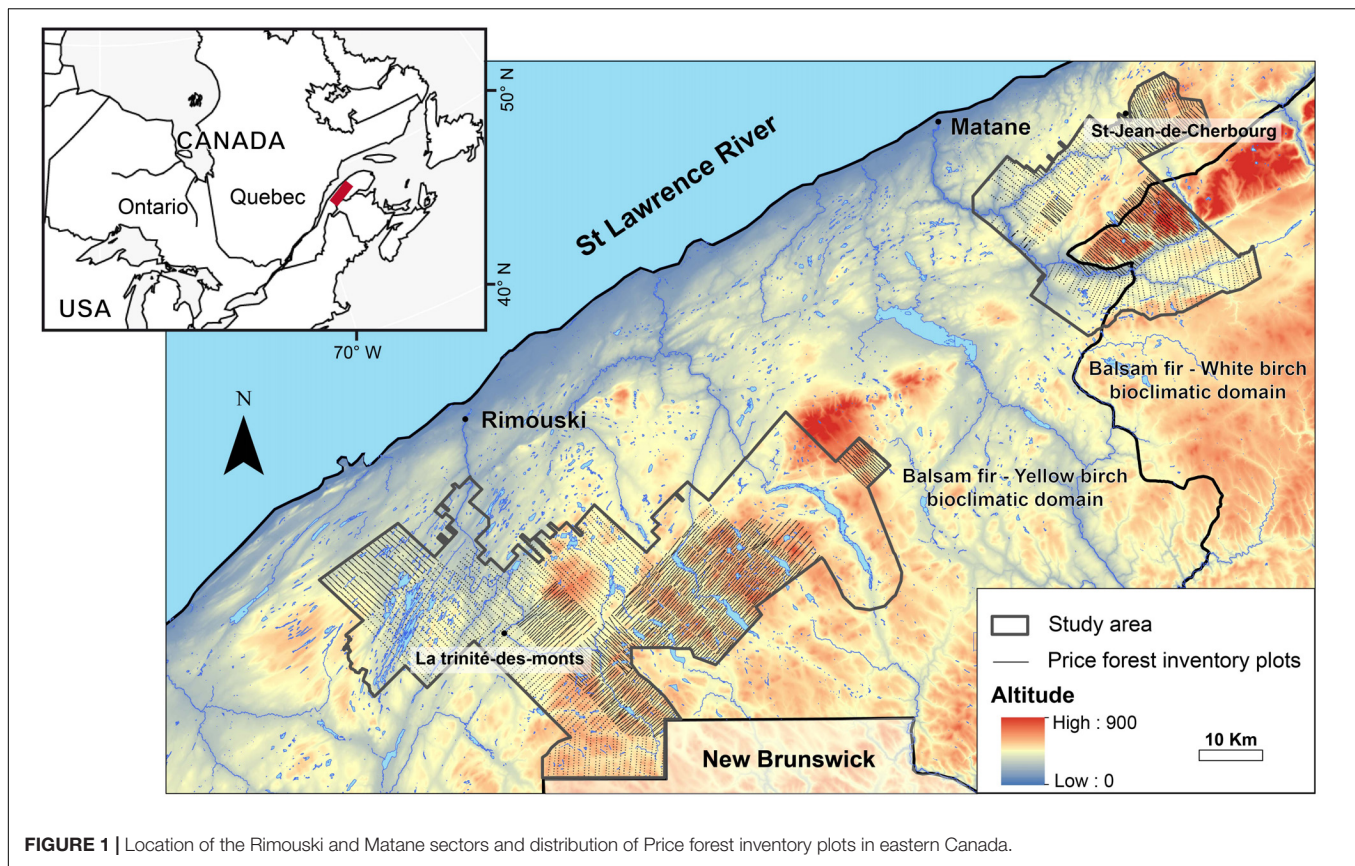 CANADA
Ontario
Quebec
USA
50° N
40° N
70° W
St Lawrence River
Matane
St-Jean-de-Cherbourg
Balsam fir - White birch
bioclimatic domain
N
Rimouski
Balsam fir - Yellow birch
bioclimatic domain
La trinité-des-monts
New Brunswick
Study area
Price forest inventory plots
Altitude
High : 900
Low : 0
10 Km
FIGURE 1 | Location of the Rimouski and Matane sectors and distribution of Price forest inventory plots in eastern Canada.